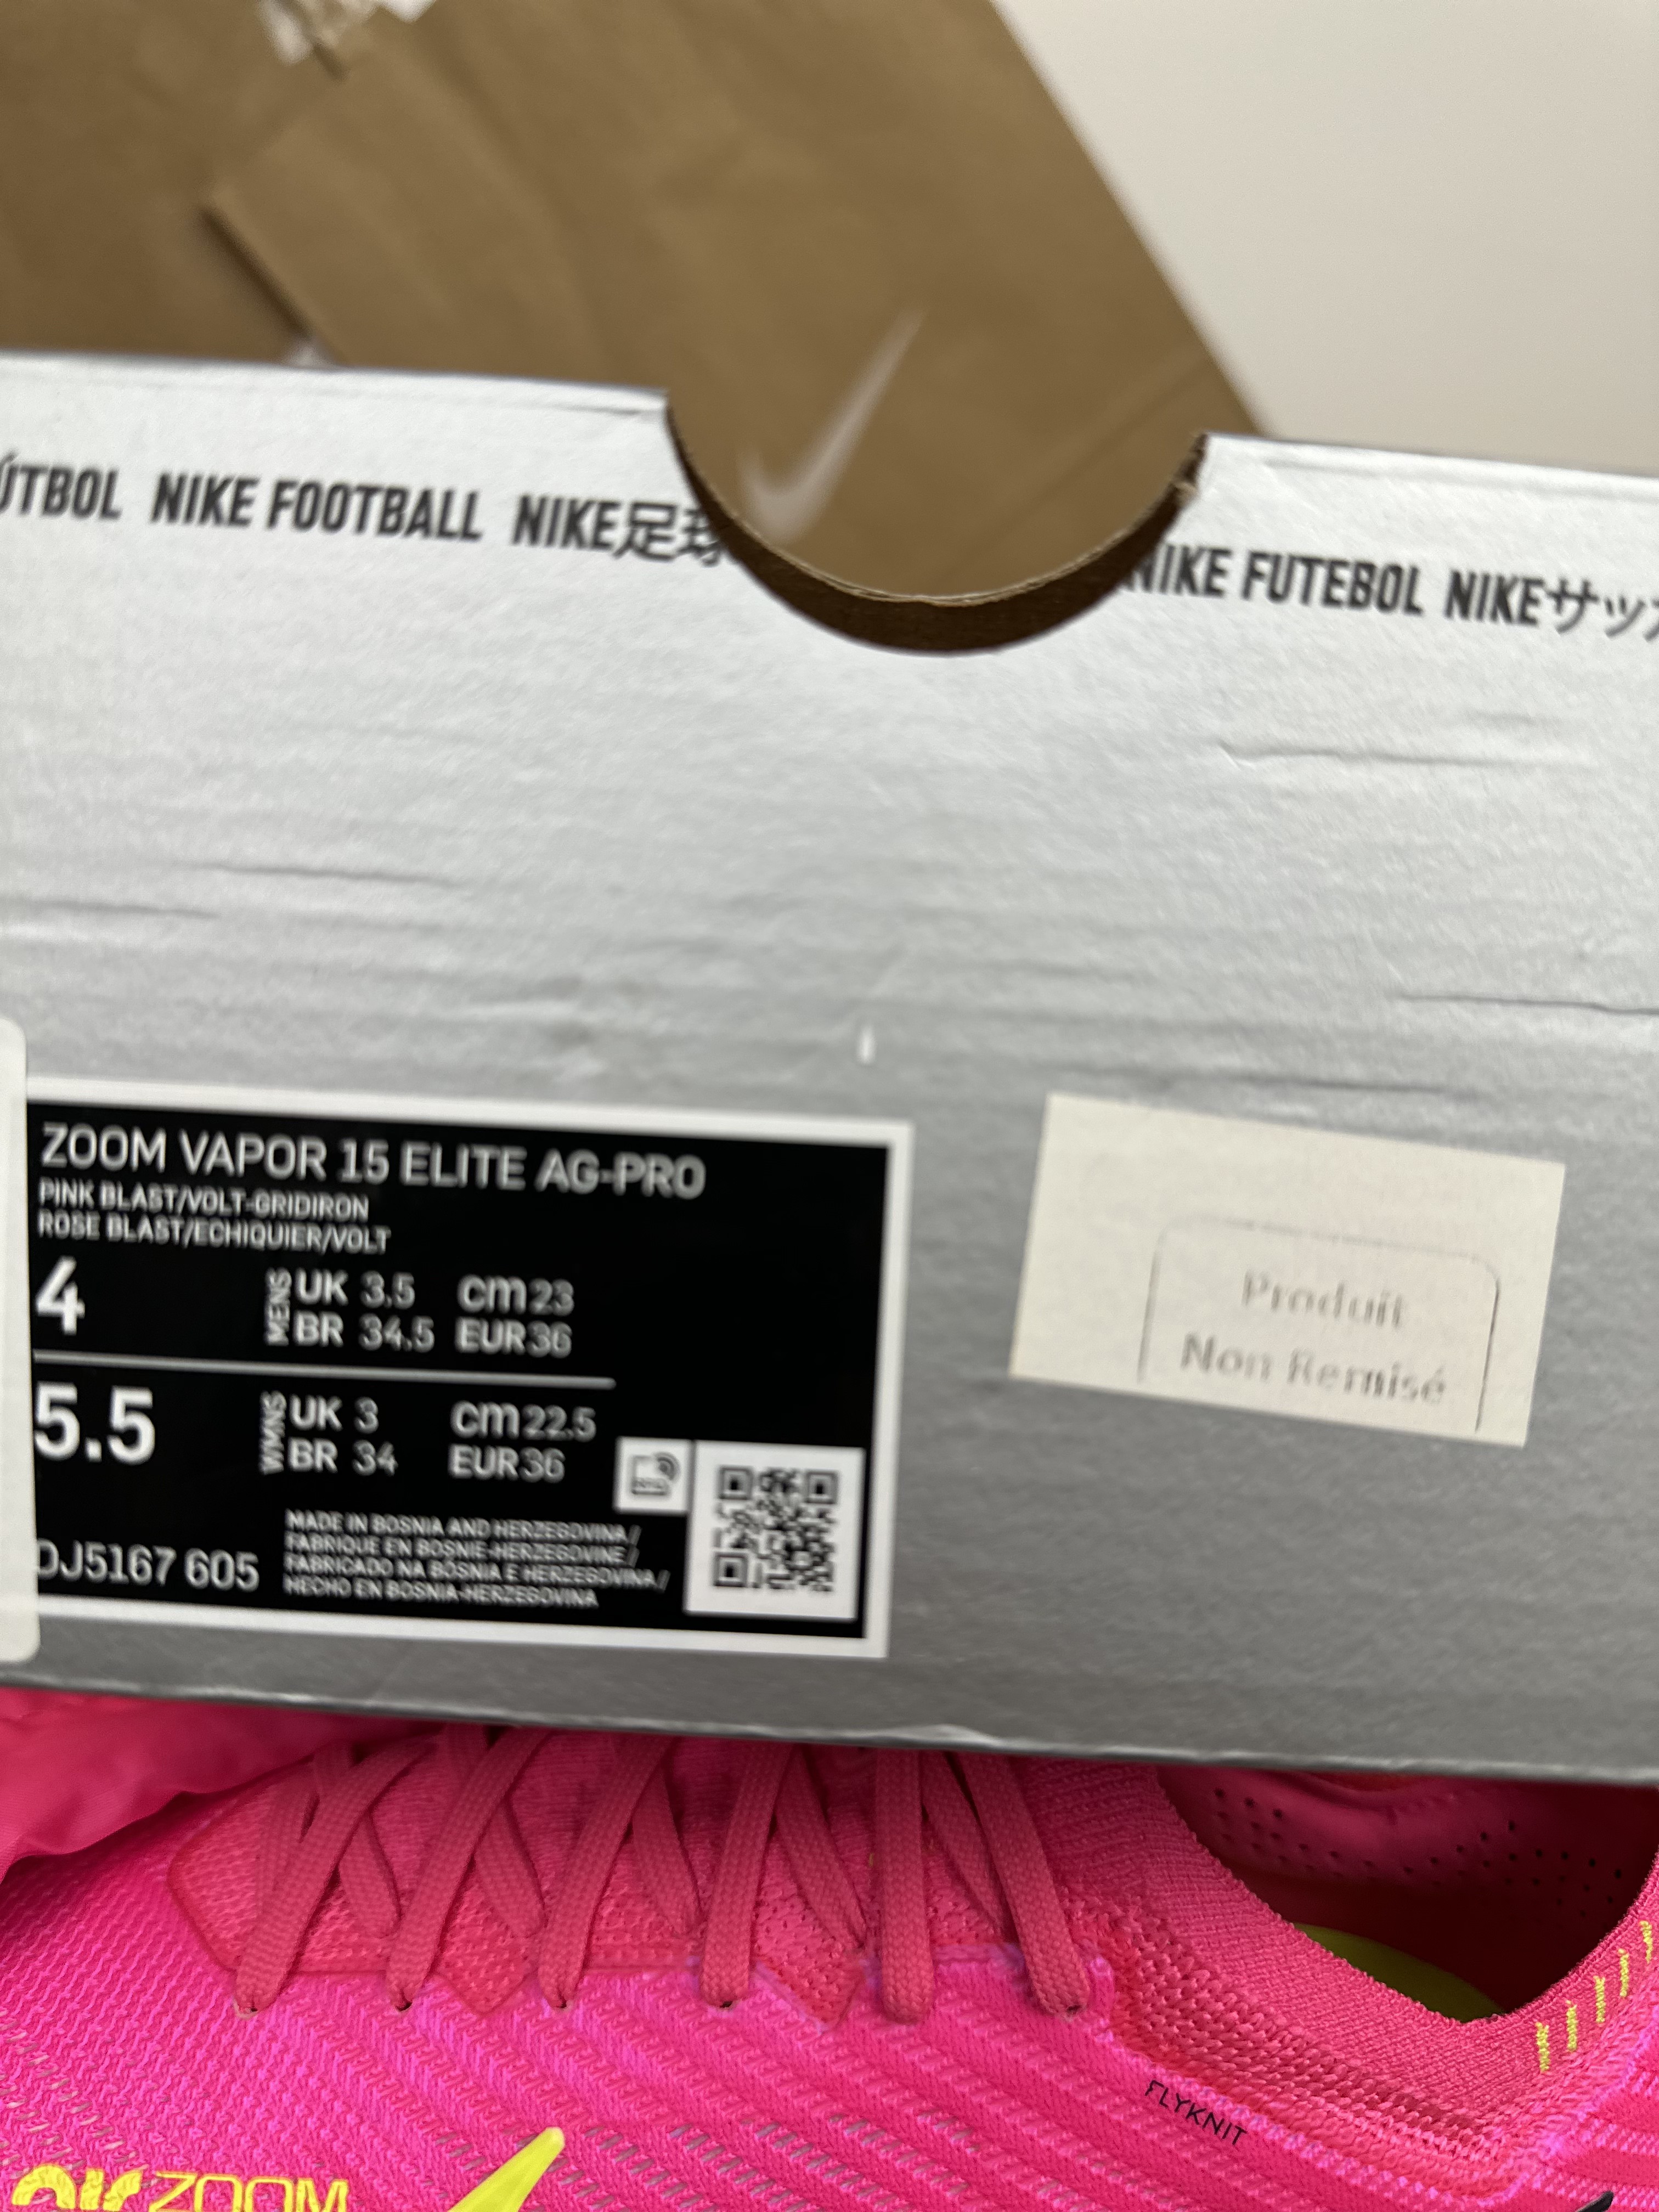 ÚTBOL NIKE FOOTBALL NIKE足球 NIKE FUTEBOL NIKEサッカ
ZOOM VAPOR 15 ELITE AG-PRO
PINK BLAST/VOLT-GRIDIRON
ROSE BLAST/ECHIQUIER/VOLT
4 MENS UK 3.5 cm 23
BR 34.5 EUR 36
5.5 WMNS UK 3 cm 22.5
BR 34 EUR 36
DJ5167 605
MADE IN BOSNIA AND HERZEGOVINA /
FABRIQUE EN BOSNIE-HERZEGOVINE /
FABRICADO NA BÓSNIA E HERZEGOVINA /
HECHO EN BOSNIA-HERZEGOVINA
Produit
Non Remisé
FLYKNIT
ZOOM